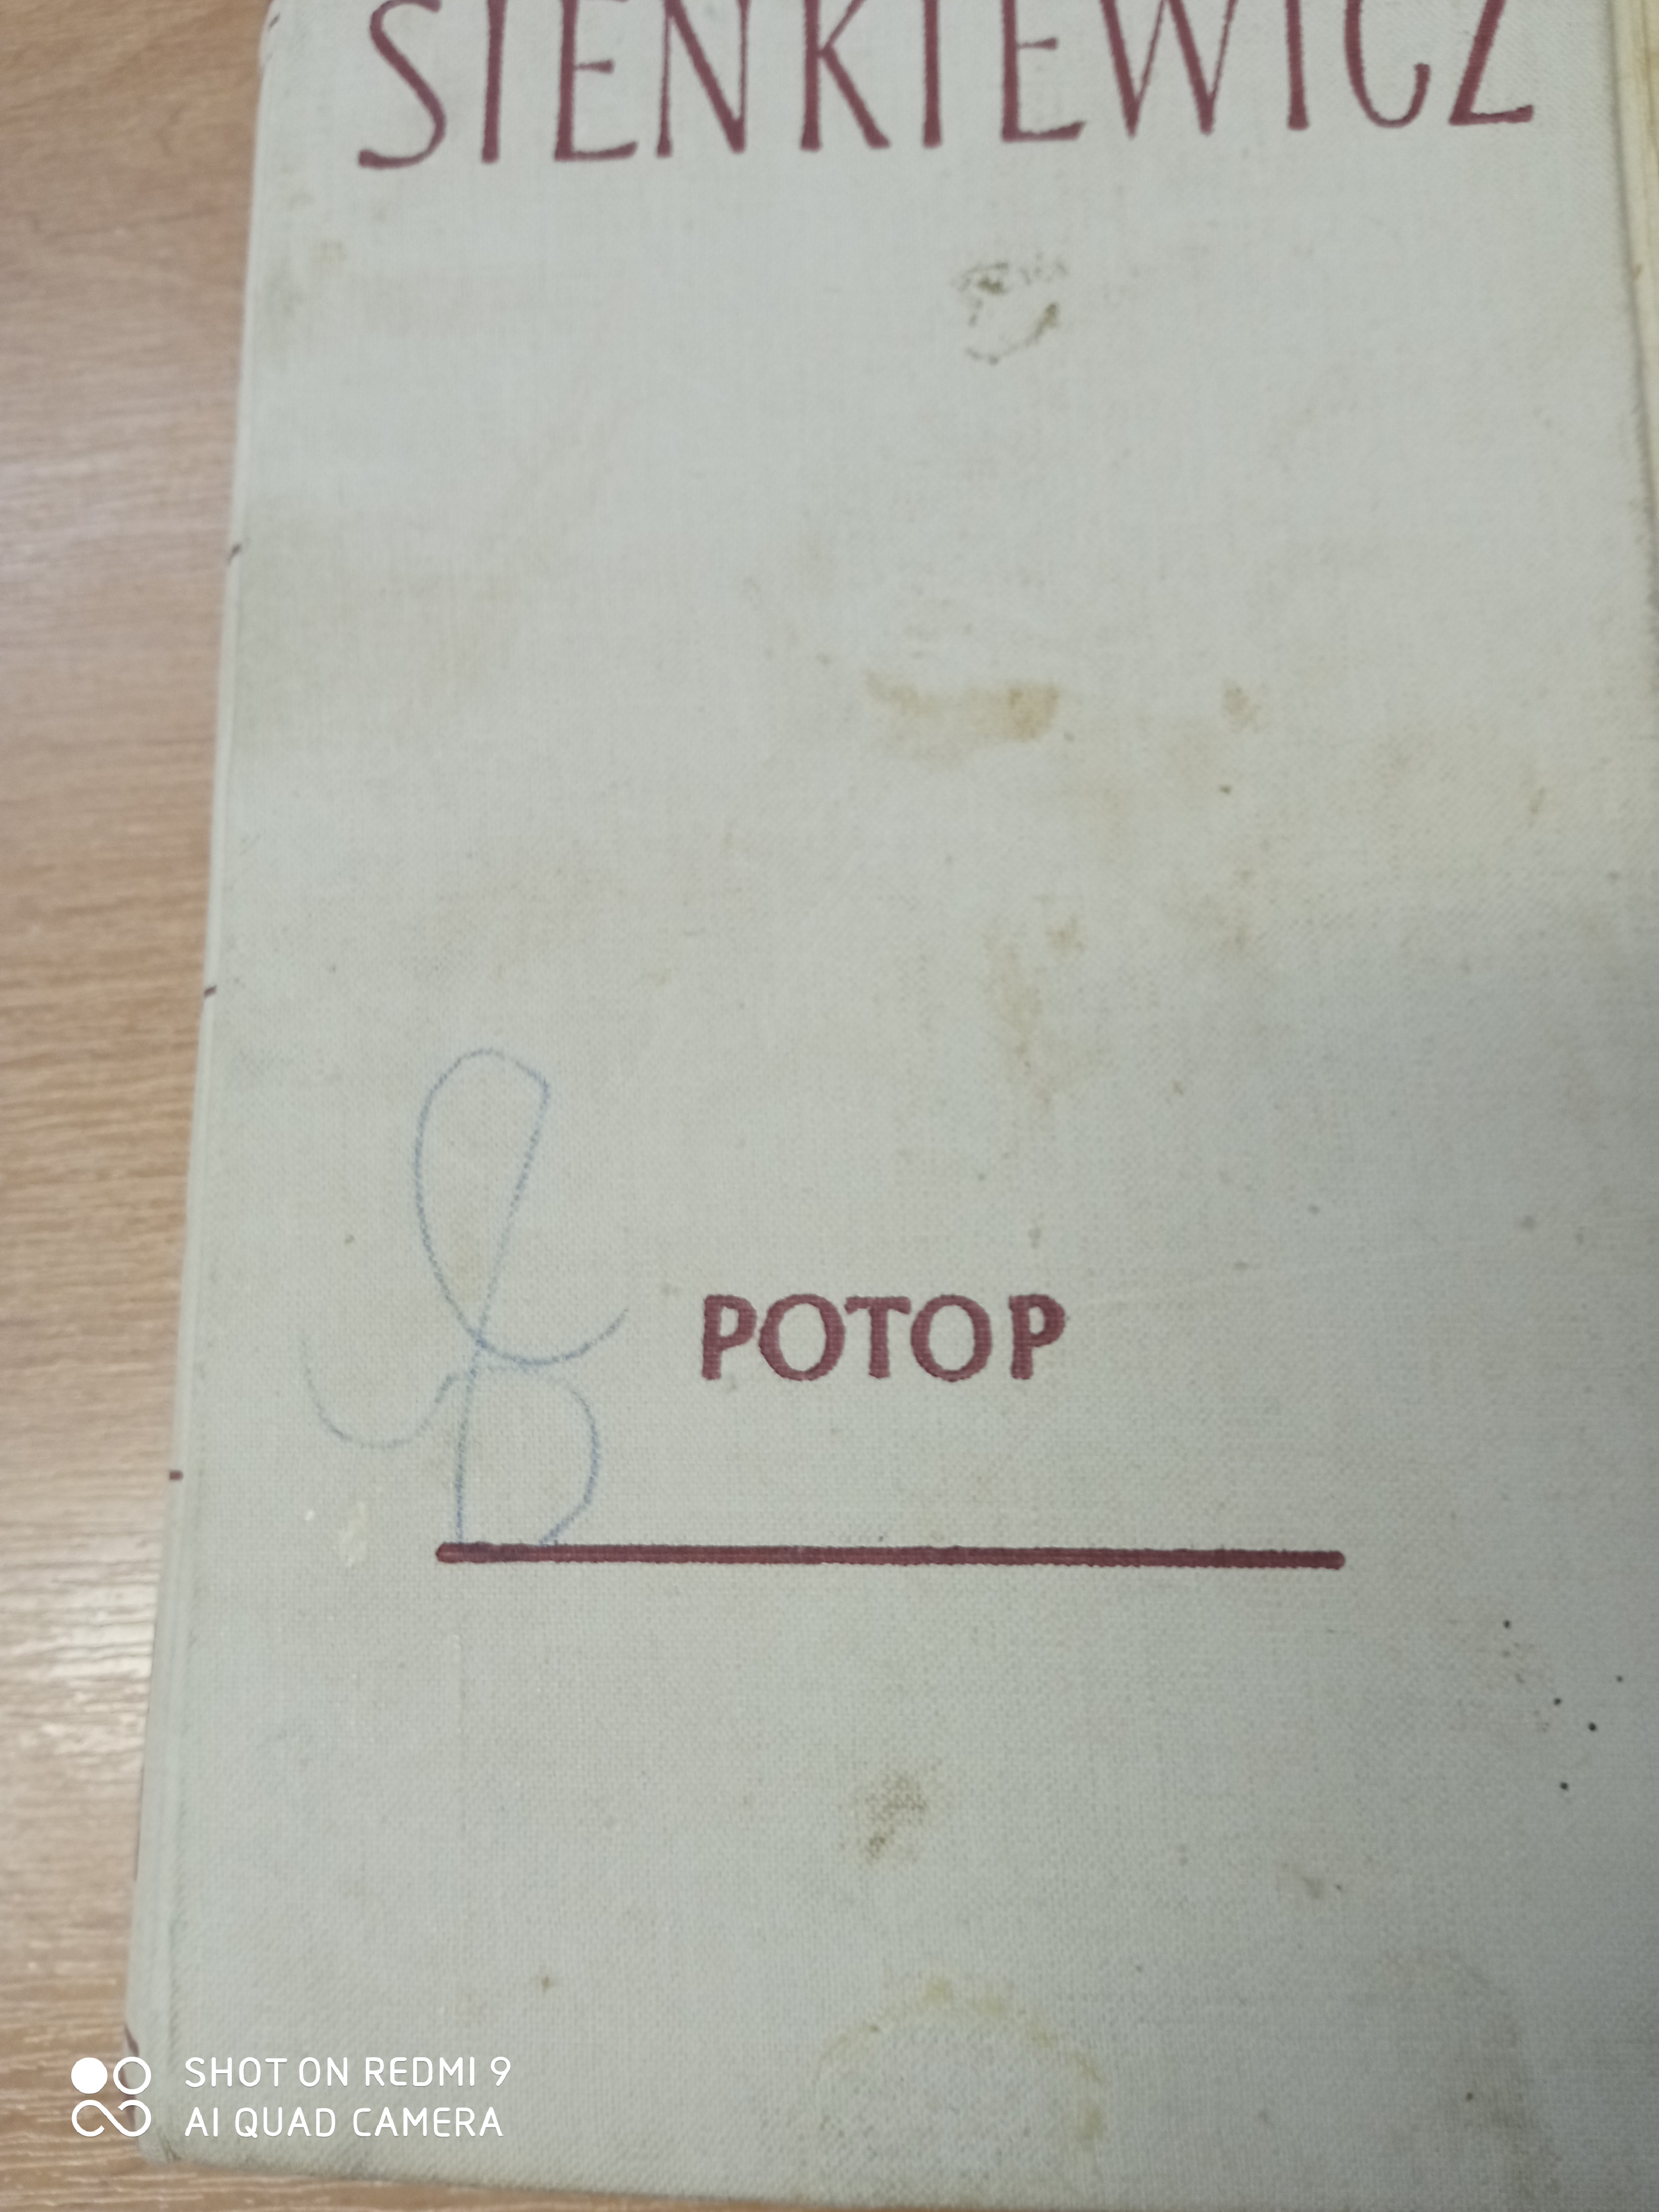 SIENKIEWICZ
POTOP
SHOT ON REDMI 9
AI QUAD CAMERA